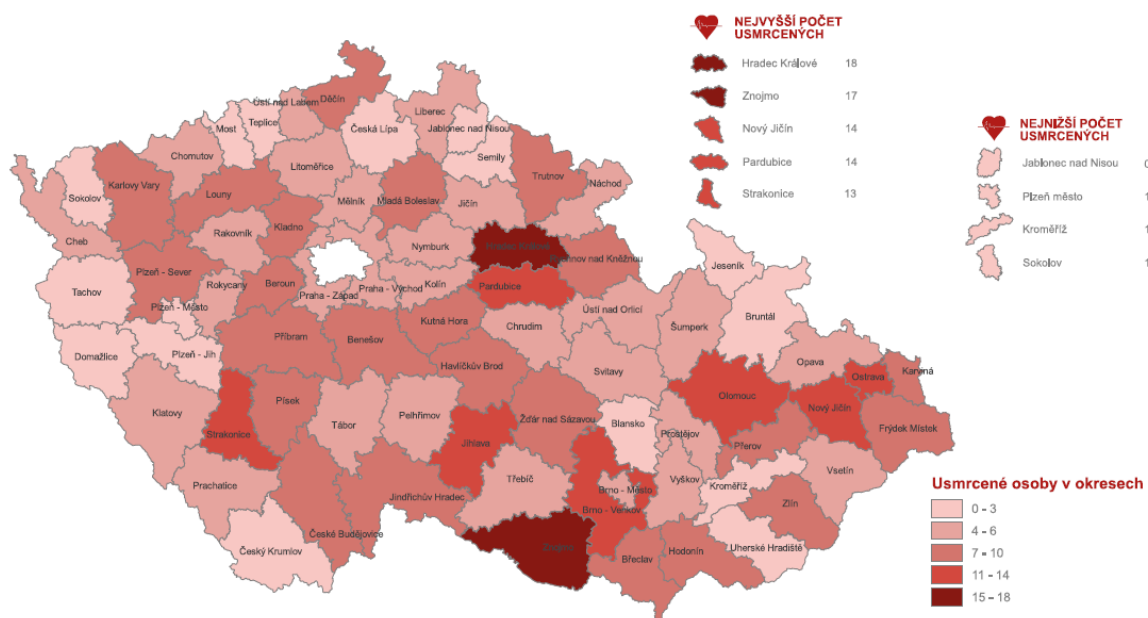 NEJVYŠŠÍ POČET
USMRCENÝCH
Hradec Králové 18
Znojmo 17
Nový Jičín 14
Pardubice 14
Strakonice 13
NEJNIŽŠÍ POČET
USMRCENÝCH
Jablonec nad Nisou
Plzeň město 1
Kroměříž 1
Sokolov 1
Děčín
Ústí nad Labem
Teplice
Most
Liberec
Česká Lípa
Jablonec nad Nisou
Semily
Chomutov
Litoměřice
Trutnov
Náchod
Karlovy Vary
Sokolov
Louny
Mělník
Mladá Boleslav
Jičín
Cheb
Rakovník
Kladno
Nymburk
Hradec Králové
Rychnov nad Kněžnou
Jeseník
Plzeň - Sever
Rokycany
Beroun
Praha - Západ
Praha - Východ
Kolín
Pardubice
Tachov
Plzeň - Město
Kutná Hora
Chrudim
Ústí nad Orlicí
Šumperk
Bruntál
Domažlice
Plzeň - Jih
Příbram
Benešov
Havlíčkův Brod
Svitavy
Opava
Ostrava
Karviná
Klatovy
Strakonice
Písek
Tábor
Pelhřimov
Jihlava
Žďár nad Sázavou
Blansko
Prostějov
Olomouc
Přerov
Nový Jičín
Frýdek Místok
Prachatice
Jindřichův Hradec
Třebíč
Brno - Město
Brno - Venkov
Vyškov
Kroměříž
Vsetín
Zlín
Český Krumlov
České Budějovice
Znojmo
Břeclav
Hodonín
Uherské Hradiště
Usmrcené osoby v okresech
0 - 3
4 - 6
7 - 10
11 - 14
15 - 18